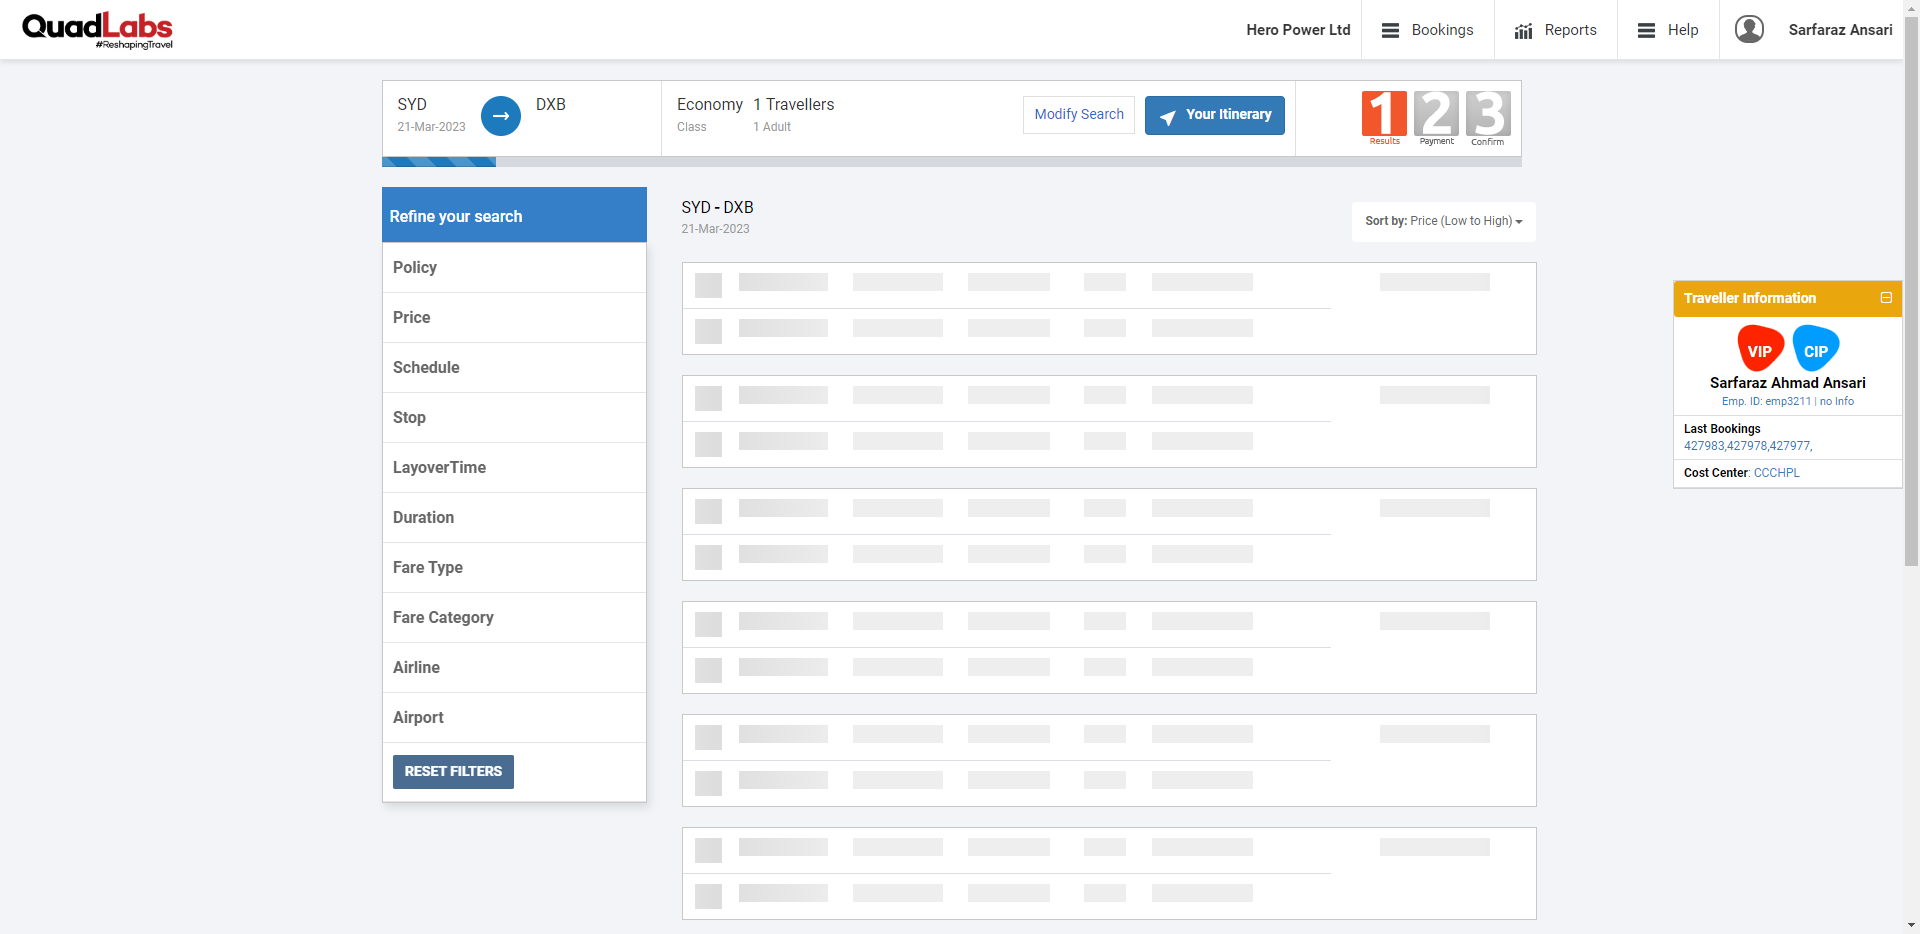 QuadLabs
#ReshapingTravel
Hero Power Ltd
Bookings
Reports
Help
Sarfaraz Ansari
SYD
21-Mar-2023
DXB
Economy
Class
1 Travellers
1 Adult
Modify Search
Your Itinerary
1
Results
2
Payment
3
Confirm
Refine your search
Policy
Price
Schedule
Stop
LayoverTime
Duration
Fare Type
Fare Category
Airline
Airport
RESET FILTERS
SYD - DXB
21-Mar-2023
Sort by: Price (Low to High)
Traveller Information
VIP
CIP
Sarfaraz Ahmad Ansari
Emp. ID: emp3211 | no Info
Last Bookings
427983,427978,427977,
Cost Center: CCCHPL